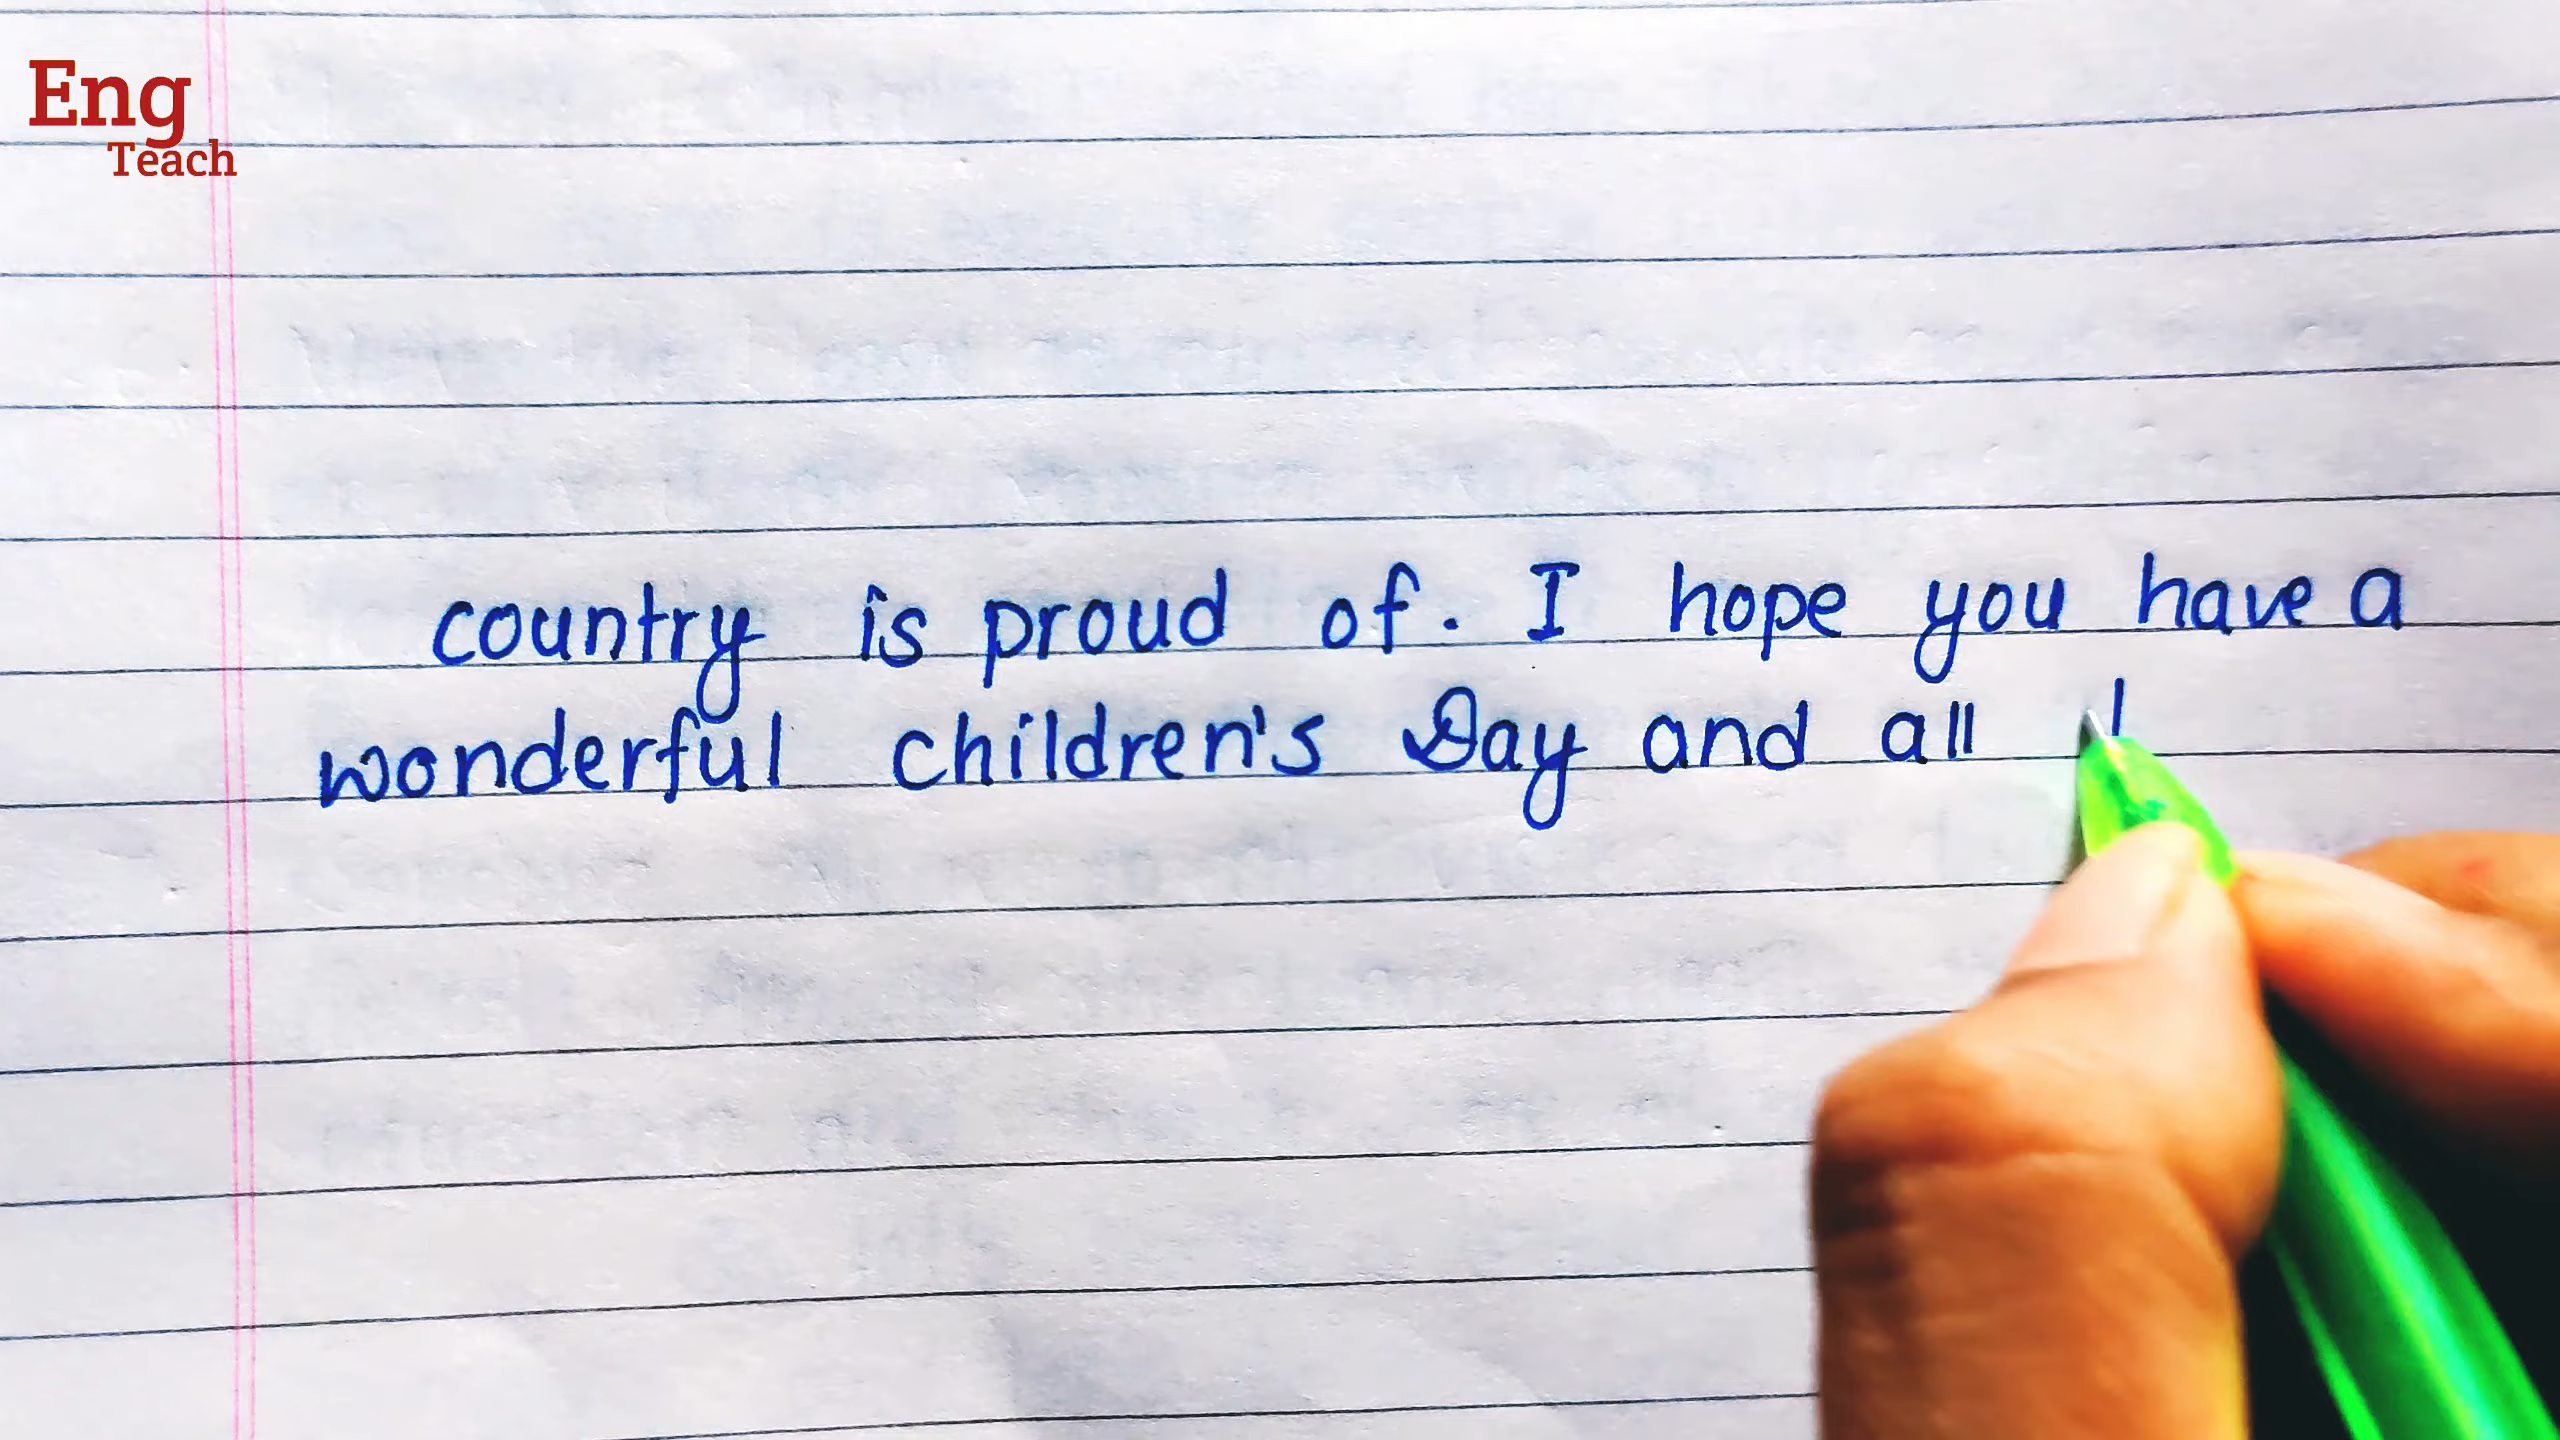 Eng
Teach
country is proud of. I hope you have a
wonderful children's Day and all